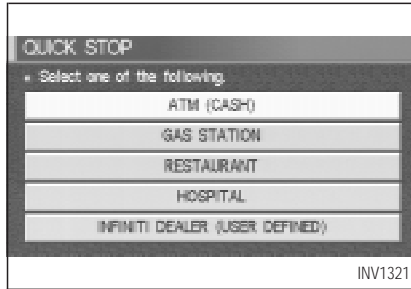 QUICK STOP
• Select one of the following.
ATM (CASH)
GAS STATION
RESTAURANT
HOSPITAL
INFINITI DEALER (USER DEFINED)
INV1321